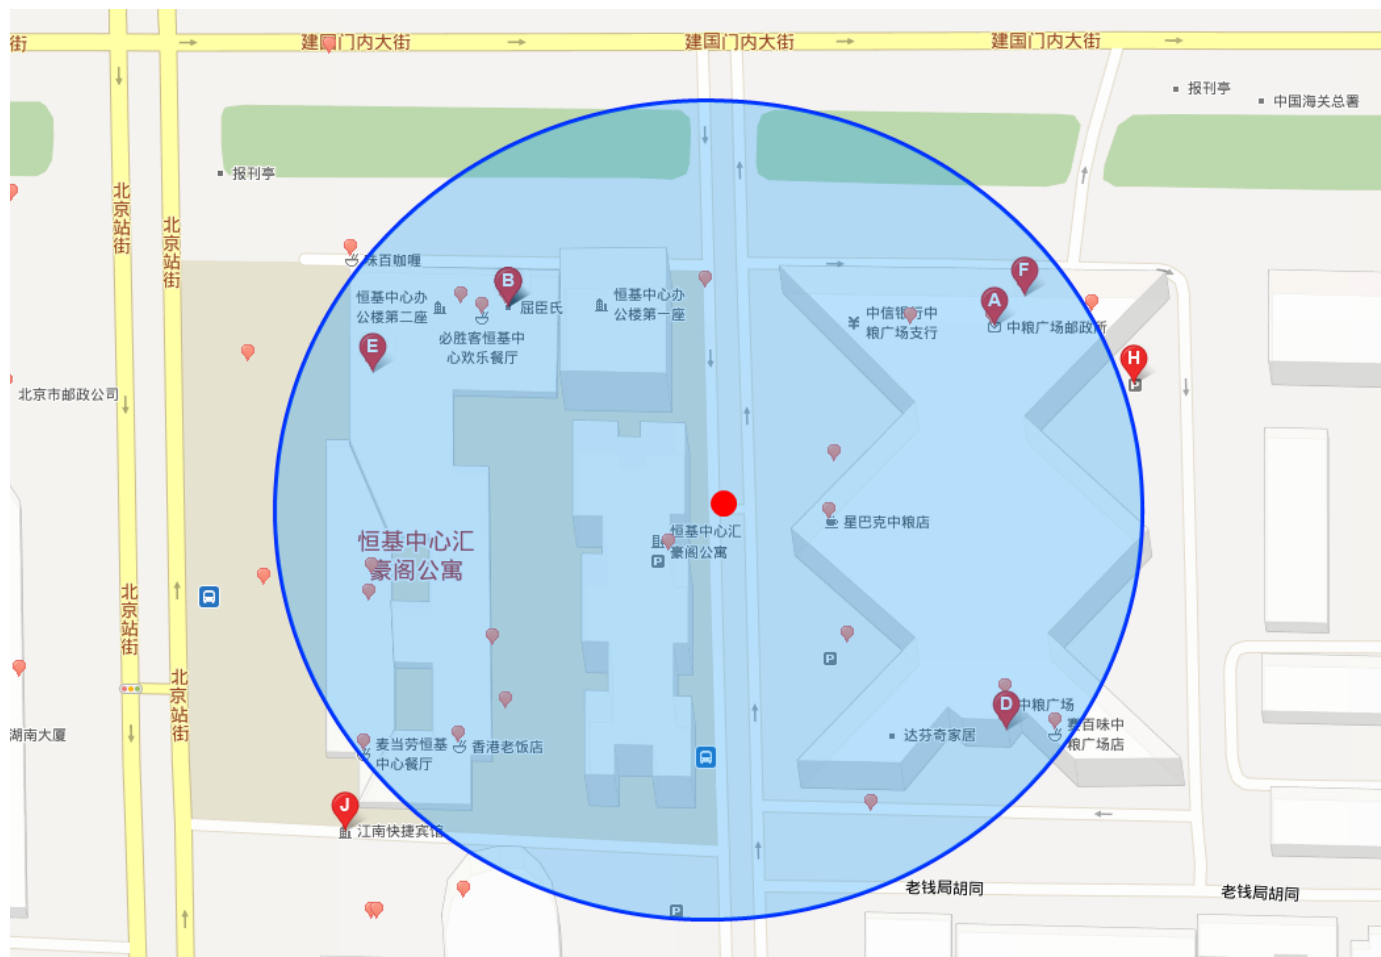 街
建国门内大街
建国门内大街
建国门内大街
报刊亭
中国海关总署
报刊亭
北京站街
北京站街
味百咖喱
B
F
A
恒基中心办
公楼第二座
屈臣氏
恒基中心办
公楼第一座
中信银行中
粮广场支行
中粮广场邮政所
必胜客恒基中
心欢乐餐厅
E
H
P
北京市邮政公司
恒基中心汇
豪阁公寓
星巴克中粮店
恒基中心汇
豪阁公寓
P
北京站街
北京站街
P
D
中粮广场
湖南大厦
达芬奇家居
赛百味中
粮广场店
麦当劳恒基
中心餐厅
香港老饭店
J
江南快捷宾馆
老钱局胡同
老钱局胡同
P